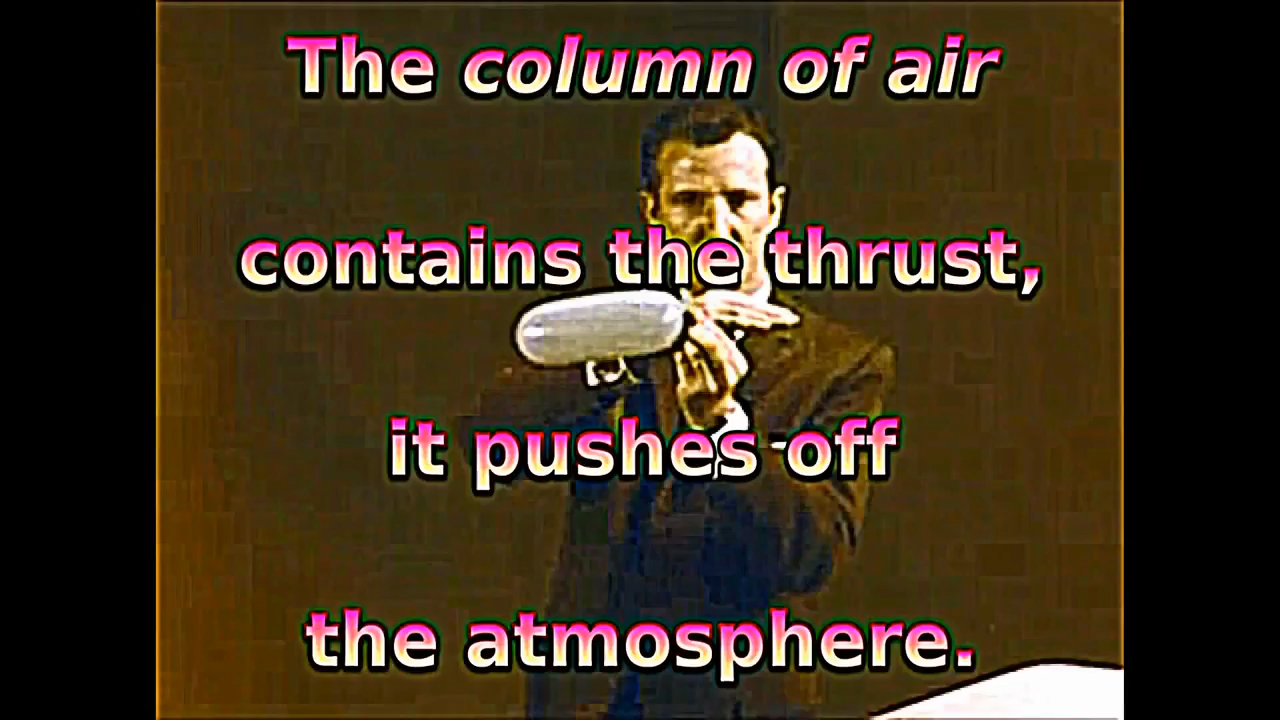 The column of air
contains the thrust,
it pushes off
the atmosphere.